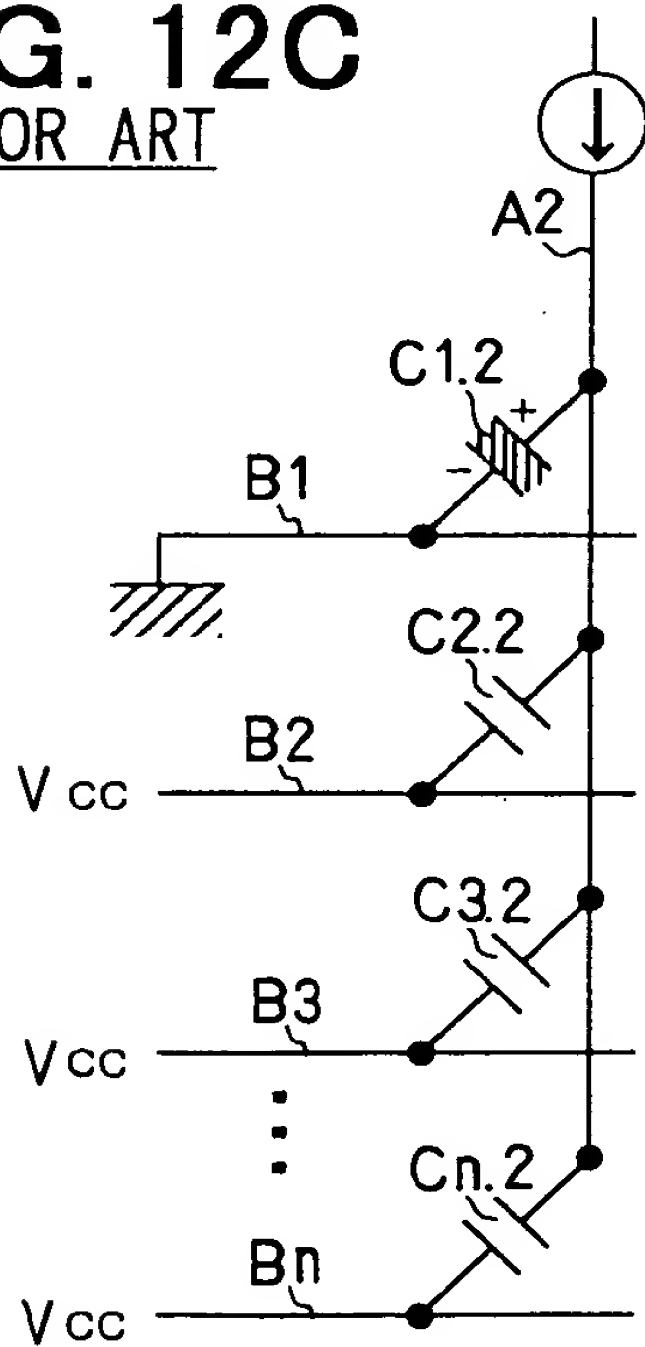 G. 12C
OR ART
A2
C1.2
+
-
B1
C2.2
B2
Vcc
C3.2
B3
Vcc
Cn.2
Bn
Vcc